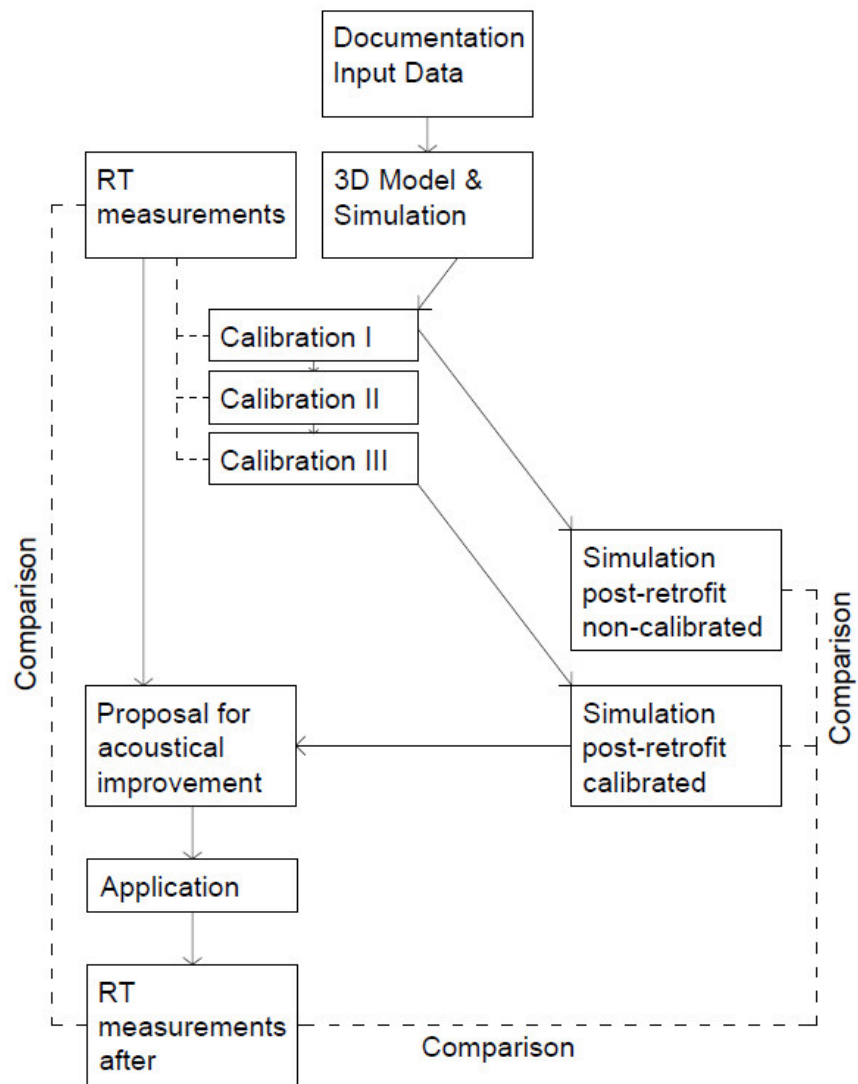 Documentation
Input Data
RT
measurements
3D Model &
Simulation
Calibration I
Calibration II
Calibration III
Simulation
post-retrofit
non-calibrated
Comparison
Comparison
Proposal for
acoustical
improvement
Simulation
post-retrofit
calibrated
Application
RT
measurements
after
Comparison